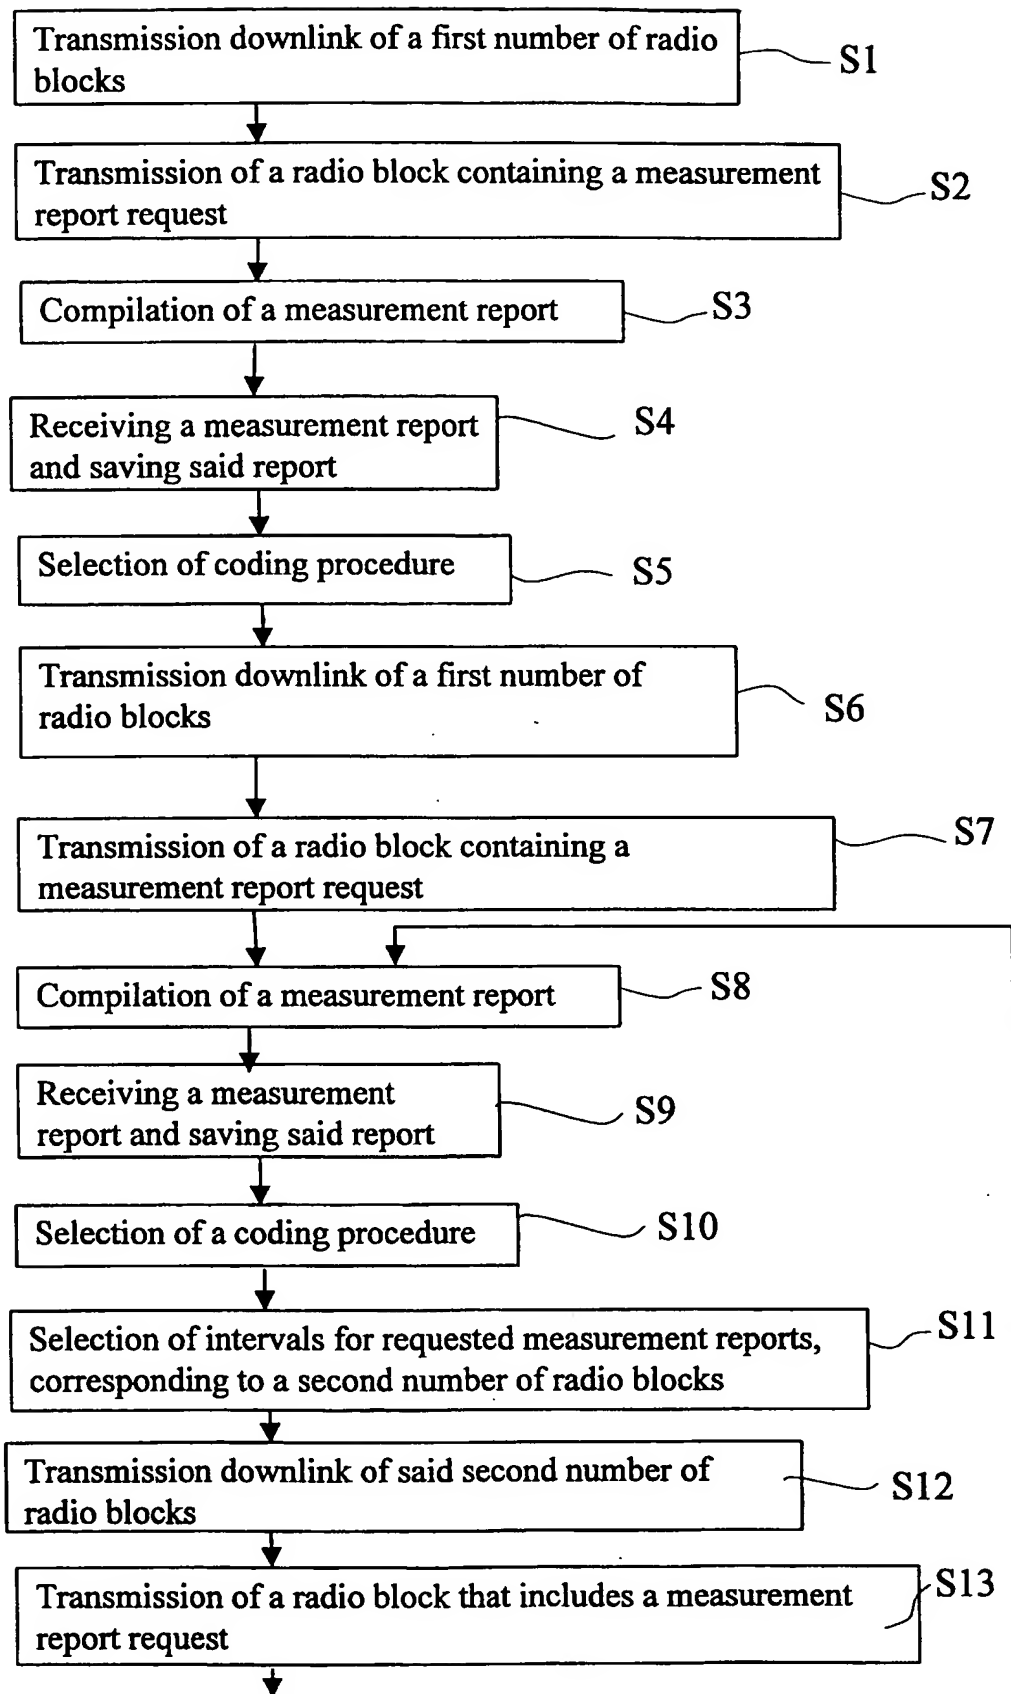 Transmission downlink of a first number of radio
blocks
S1
Transmission of a radio block containing a measurement
report request
S2
Compilation of a measurement report
S3
Receiving a measurement report
and saving said report
S4
Selection of coding procedure
S5
Transmission downlink of a first number of
radio blocks
S6
Transmission of a radio block containing a
measurement report request
S7
Compilation of a measurement report
S8
Receiving a measurement
report and saving said report
S9
Selection of a coding procedure
S10
Selection of intervals for requested measurement reports,
corresponding to a second number of radio blocks
S11
Transmission downlink of said second number of
radio blocks
S12
Transmission of a radio block that includes a measurement
report request
S13